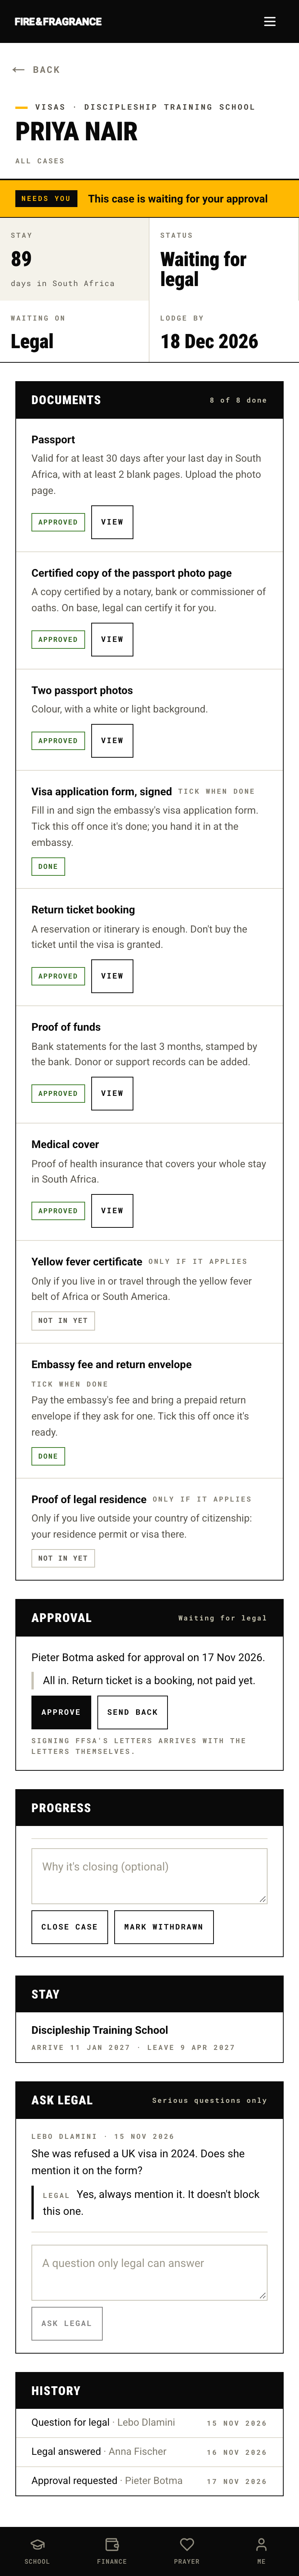 FIRE&FRAGRANCE
← BACK
VISAS · DISCIPLESHIP TRAINING SCHOOL
PRIYA NAIR
ALL CASES
NEEDS YOU This case is waiting for your approval
STAY
89
days in South Africa
STATUS
Waiting for
legal
WAITING ON
Legal
LODGE BY
18 Dec 2026
DOCUMENTS 8 of 8 done
Passport
Valid for at least 30 days after your last day in South
Africa, with at least 2 blank pages. Upload the photo
page.
APPROVED VIEW
Certified copy of the passport photo page
A copy certified by a notary, bank or commissioner of
oaths. On base, legal can certify it for you.
APPROVED VIEW
Two passport photos
Colour, with a white or light background.
APPROVED VIEW
Visa application form, signed TICK WHEN DONE
Fill in and sign the embassy's visa application form.
Tick this off once it's done; you hand it in at the
embassy.
DONE
Return ticket booking
A reservation or itinerary is enough. Don't buy the
ticket until the visa is granted.
APPROVED VIEW
Proof of funds
Bank statements for the last 3 months, stamped by
the bank. Donor or support records can be added.
APPROVED VIEW
Medical cover
Proof of health insurance that covers your whole stay
in South Africa.
APPROVED VIEW
Yellow fever certificate ONLY IF IT APPLIES
Only if you live in or travel through the yellow fever
belt of Africa or South America.
NOT IN YET
Embassy fee and return envelope
TICK WHEN DONE
Pay the embassy's fee and bring a prepaid return
envelope if they ask for one. Tick this off once it's
ready.
DONE
Proof of legal residence ONLY IF IT APPLIES
Only if you live outside your country of citizenship:
your residence permit or visa there.
NOT IN YET
APPROVAL Waiting for legal
Pieter Botma asked for approval on 17 Nov 2026.
All in. Return ticket is a booking, not paid yet.
APPROVE SEND BACK
SIGNING FFSA'S LETTERS ARRIVES WITH THE
LETTERS THEMSELVES.
PROGRESS
Why it's closing (optional)
CLOSE CASE MARK WITHDRAWN
STAY
Discipleship Training School
ARRIVE 11 JAN 2027 · LEAVE 9 APR 2027
ASK LEGAL Serious questions only
LEBO DLAMINI · 15 NOV 2026
She was refused a UK visa in 2024. Does she
mention it on the form?
LEGAL Yes, always mention it. It doesn't block
this one.
A question only legal can answer
ASK LEGAL
HISTORY
Question for legal · Lebo Dlamini 15 NOV 2026
Legal answered · Anna Fischer 16 NOV 2026
Approval requested · Pieter Botma 17 NOV 2026
SCHOOL FINANCE PRAYER ME